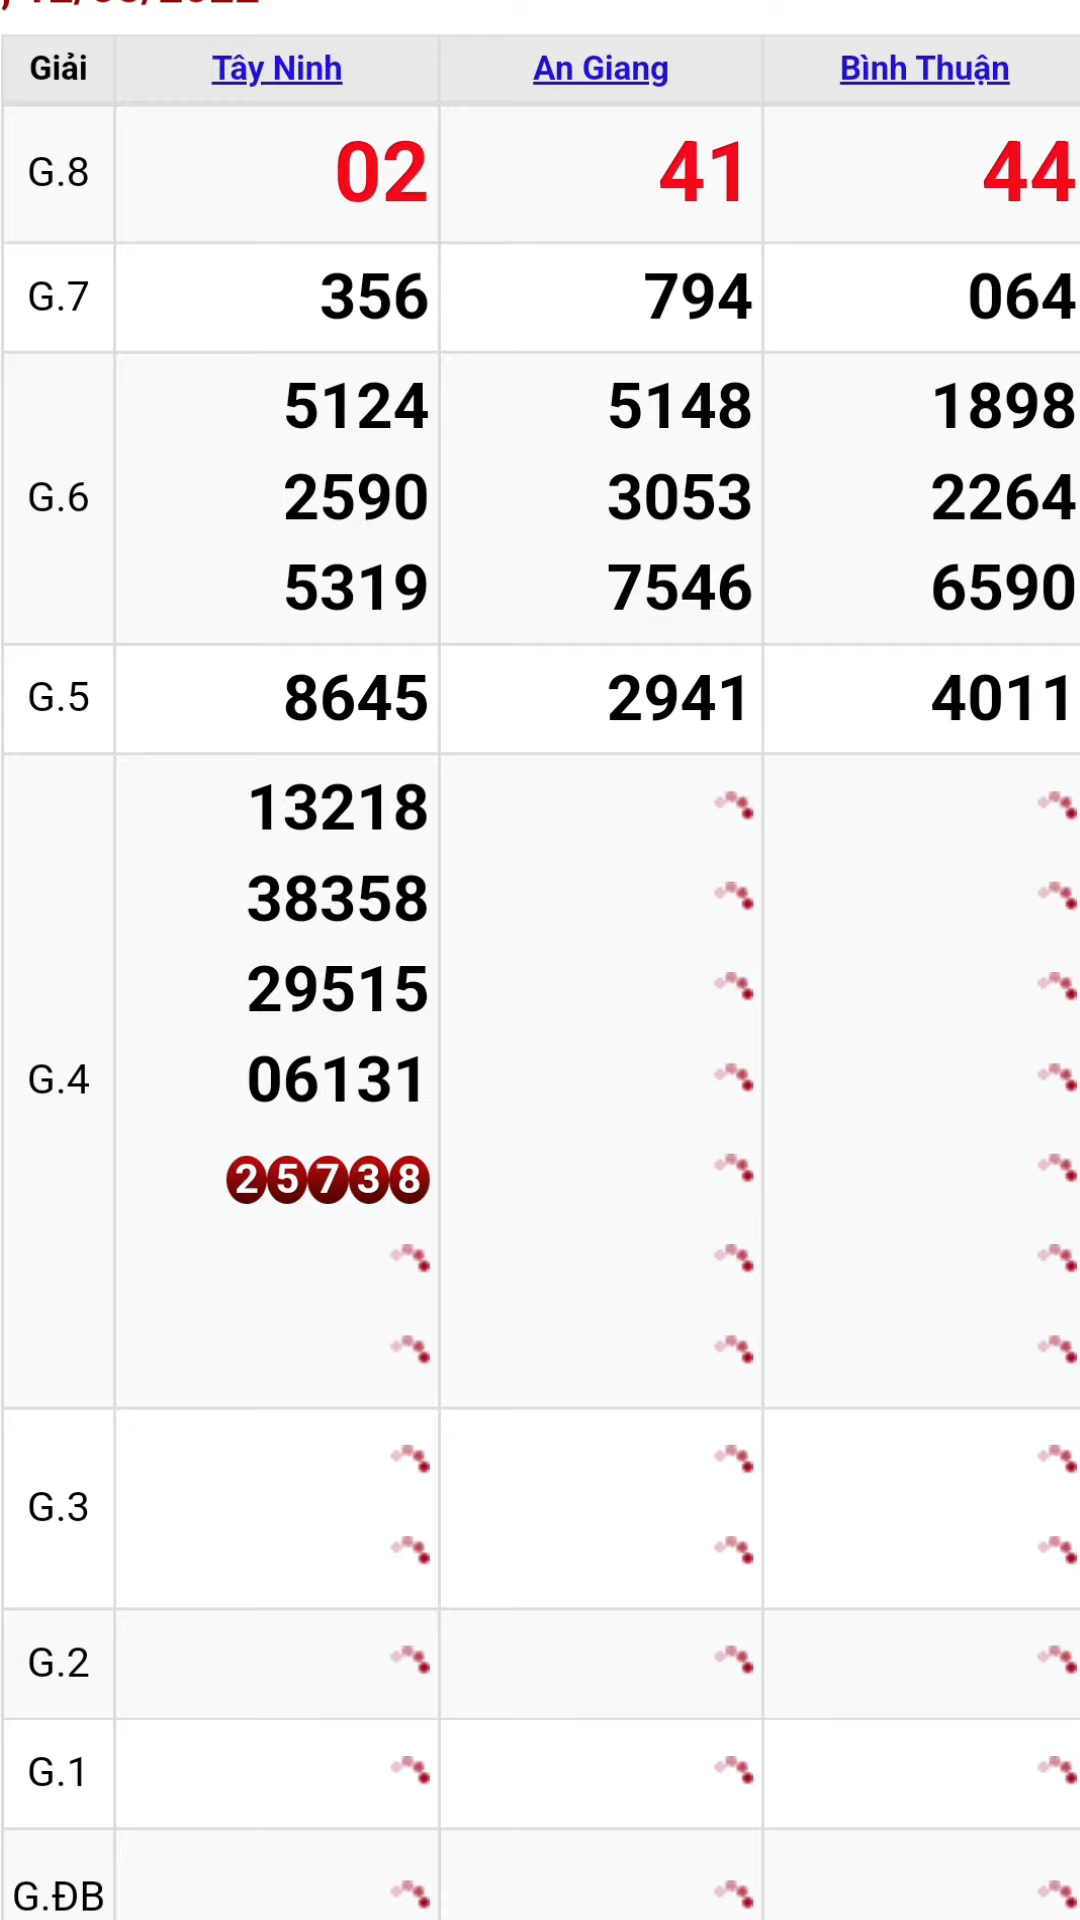 Giải Tây Ninh An Giang Bình Thuận
G.8 02 41 44
G.7 356 794 064
5124 5148 1898
G.6 2590 3053 2264
5319 7546 6590
G.5 8645 2941 4011
13218
38358
29515
G.4 06131
25738
G.3
G.2
G.1
G.ĐB